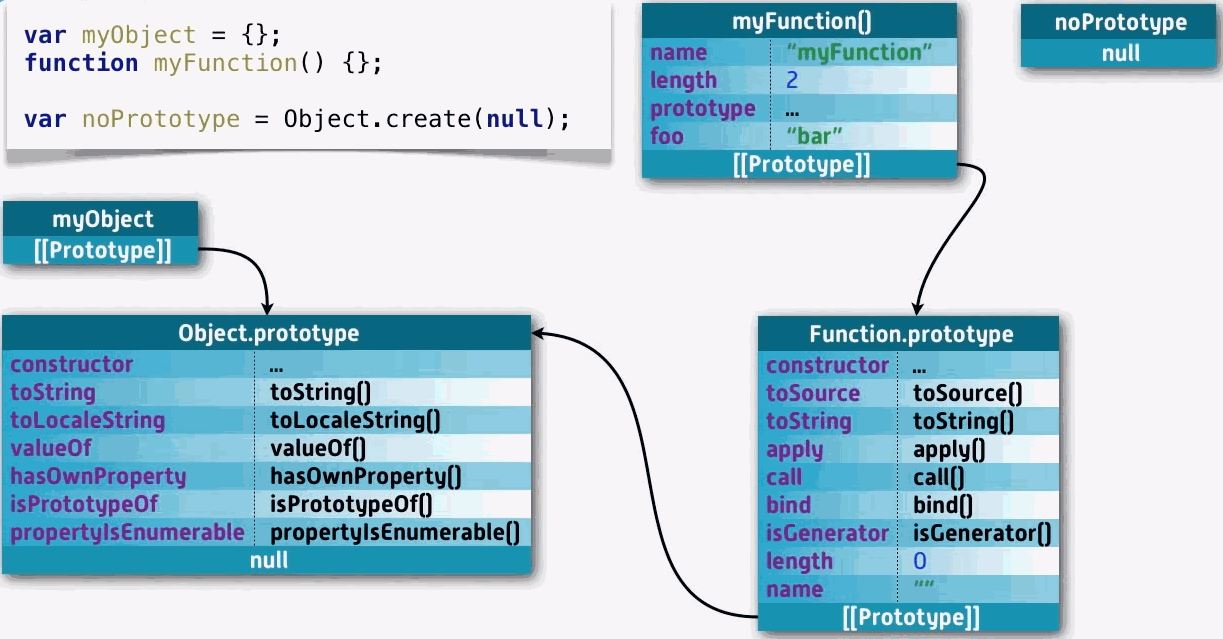 var myObject = {};
function myFunction() {};
var noPrototype = Object.create(null);
myFunction()
name “myFunction”
length 2
prototype …
foo “bar”
[[Prototype]]
noPrototype
null
myObject
[[Prototype]]
Object.prototype
constructor …
toString toString()
toLocaleString toLocaleString()
valueOf valueOf()
hasOwnProperty hasOwnProperty()
isPrototypeOf isPrototypeOf()
propertyIsEnumerable propertyIsEnumerable()
null
Function.prototype
constructor …
toSource toSource()
toString toString()
apply apply()
call call()
bind bind()
isGenerator isGenerator()
length 0
name “”
[[Prototype]]